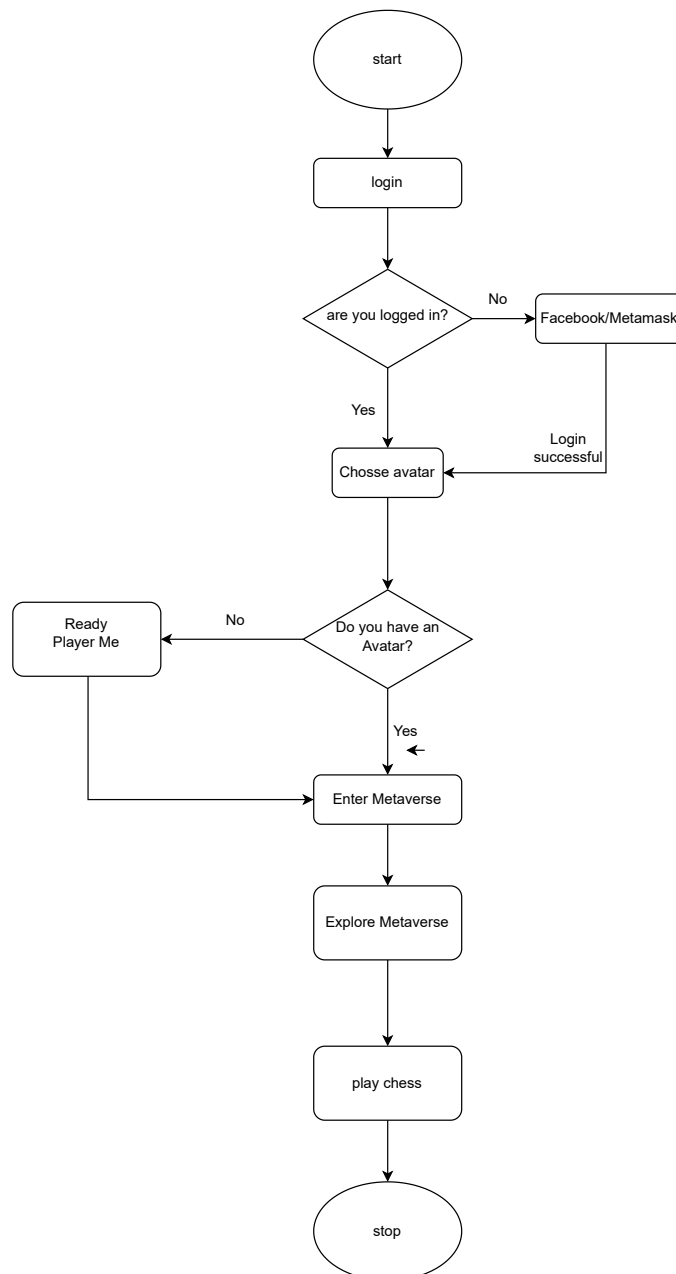 start
login
are you logged in?
No
Facebook/Metamask
Yes
Login
successful
Chosse avatar
Do you have an
Avatar?
No
Ready
Player Me
Yes
Enter Metaverse
Explore Metaverse
play chess
stop